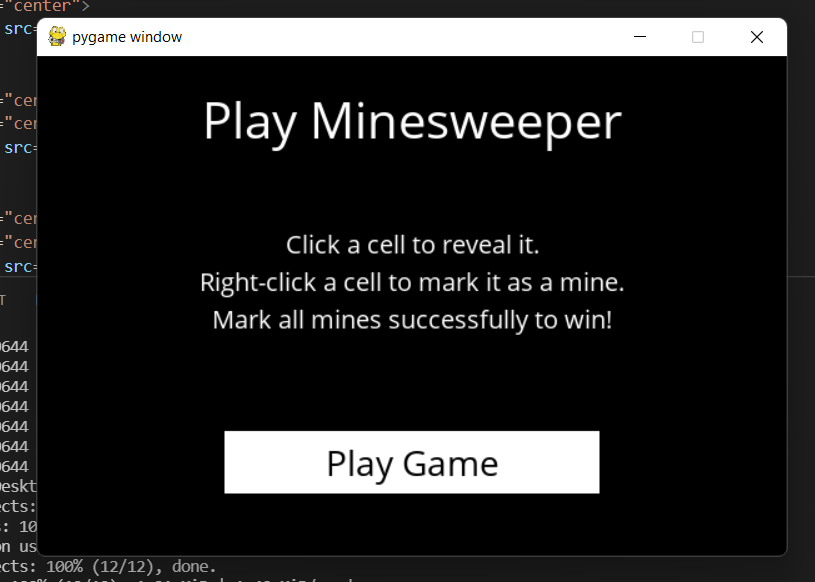 ="center">
src=
pygame window
Play Minesweeper
="cen
="cen
src=
Click a cell to reveal it.
Right-click a cell to mark it as a mine.
Mark all mines successfully to win!
="cen
="cen
src=
T
0644
0644
0644
0644
0644
0644
0644
Play Game
Deskt
ects:
s: 10
on us
ects: 100% (12/12), done.